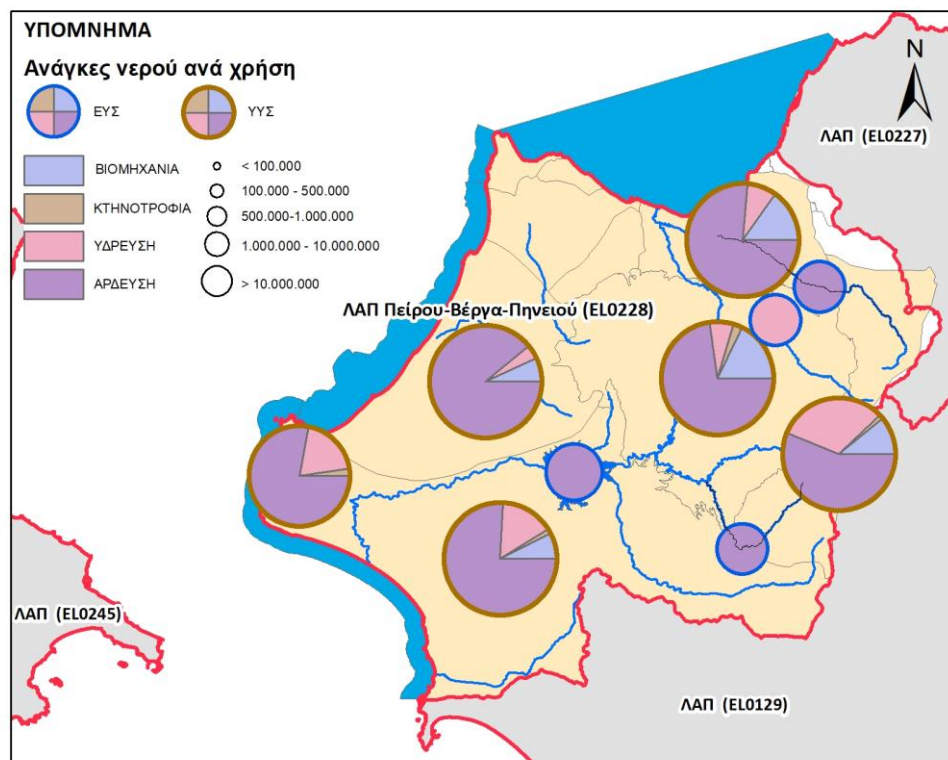 ΥΠΟΜΝΗΜΑ
Ανάγκες νερού ανά χρήση
ΕΥΣ
ΥΥΣ
ΒΙΟΜΗΧΑΝΙΑ
ΚΤΗΝΟΤΡΟΦΙΑ
ΥΔΡΕΥΣΗ
ΑΡΔΕΥΣΗ
< 100.000
100.000 - 500.000
500.000-1.000.000
1.000.000 - 10.000.000
> 10.000.000
N
ΛΑΠ (EL0227)
ΛΑΠ Πείρου-Βέργα-Πηνειού (EL0228)
ΛΑΠ (EL0245)
ΛΑΠ (EL0129)